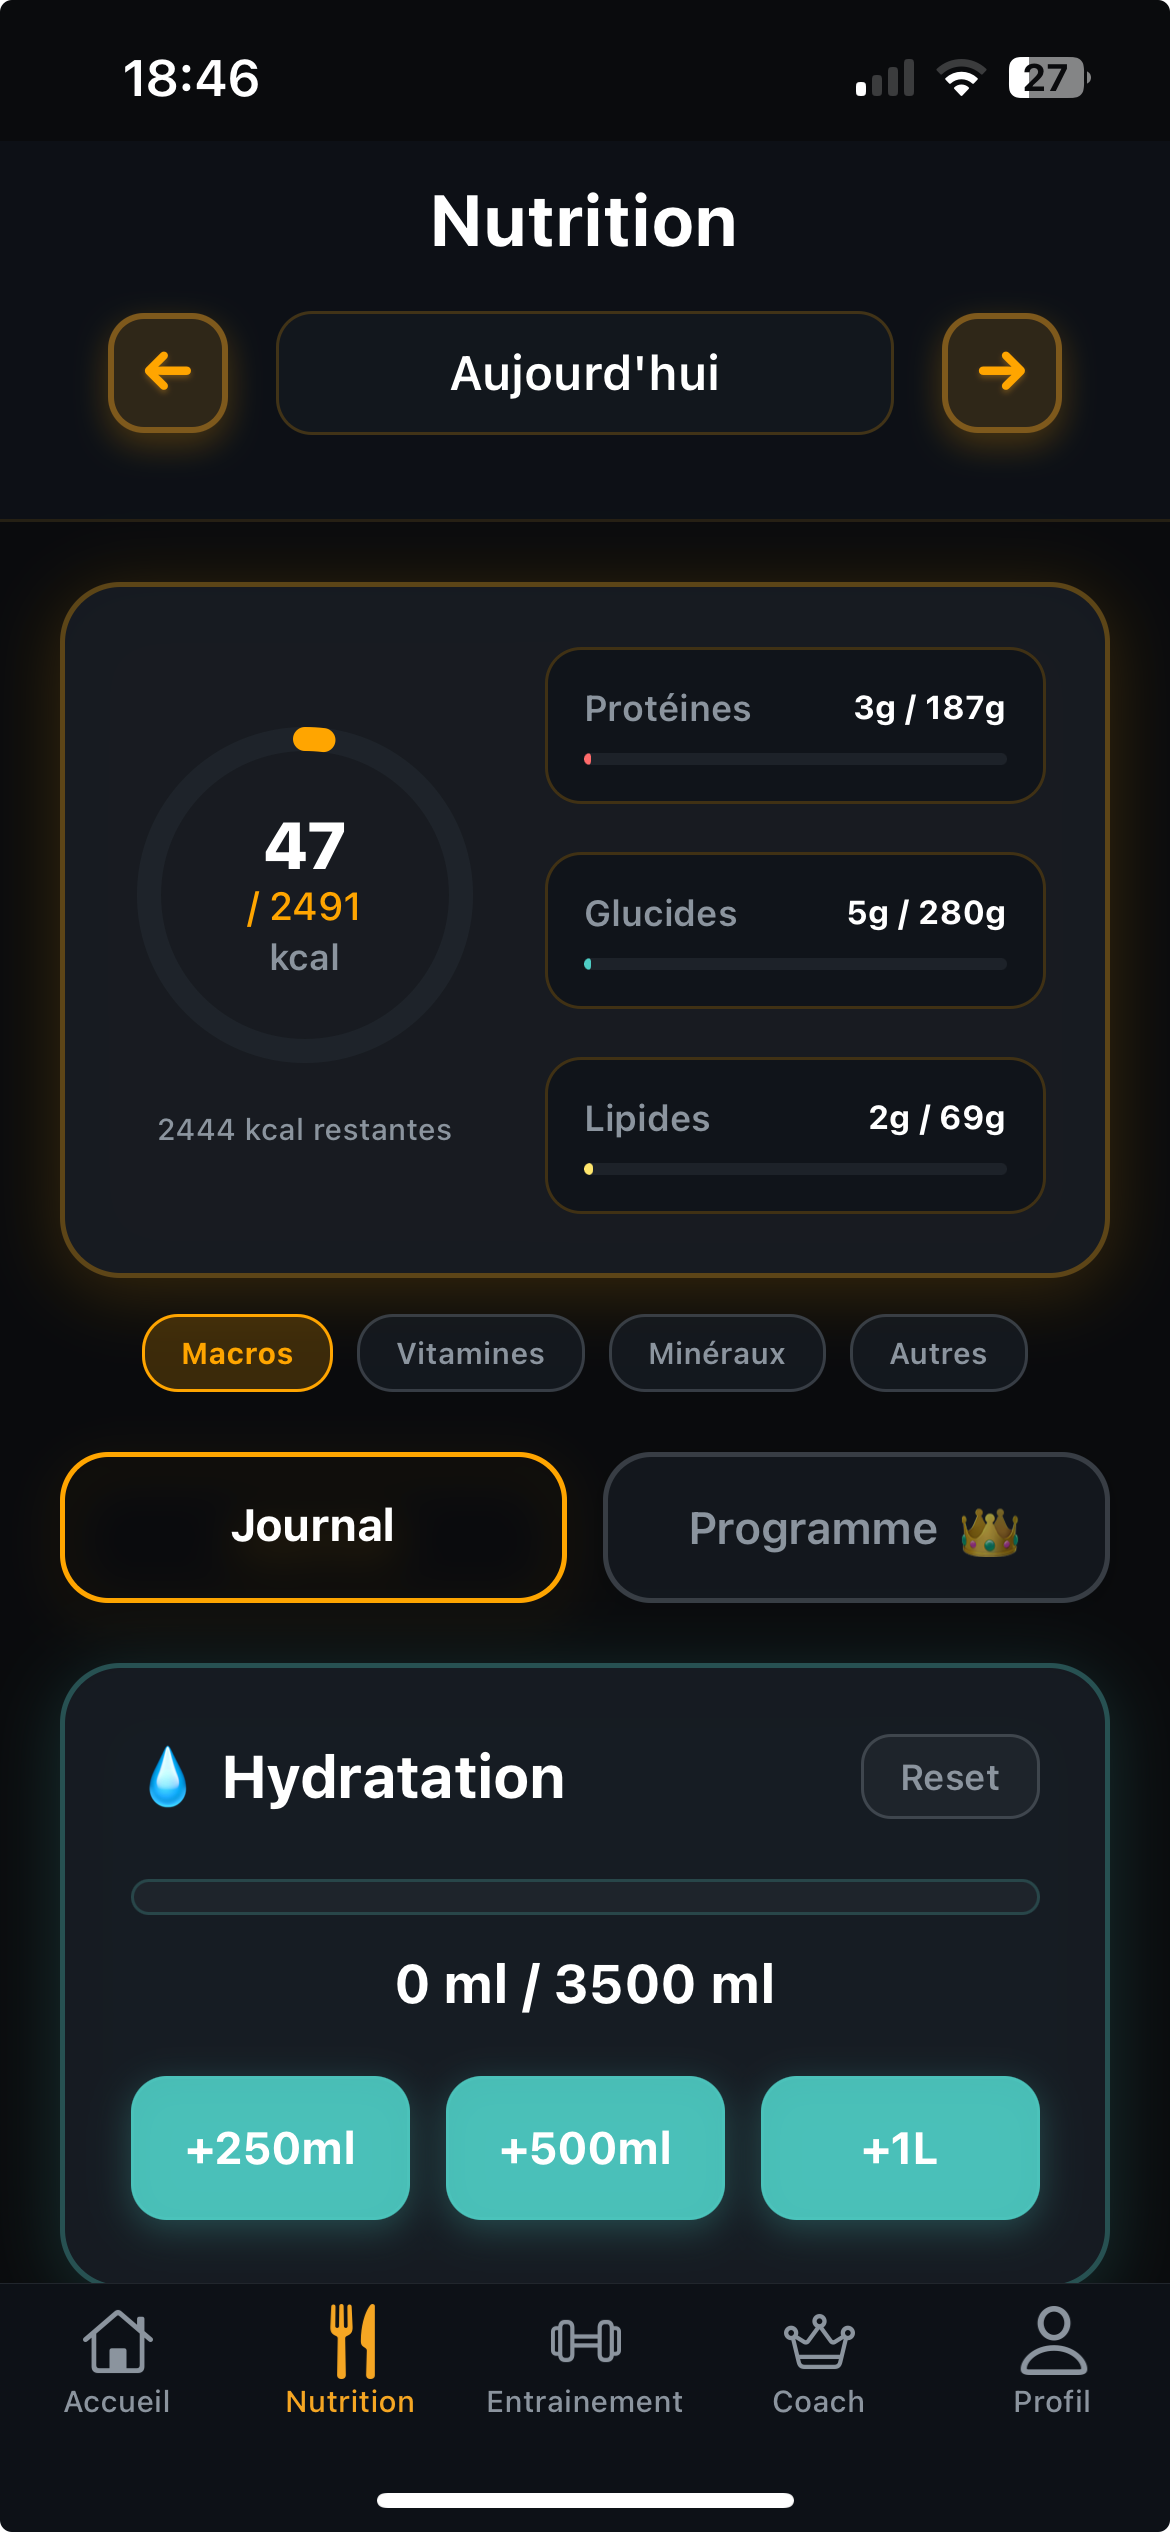 18:46
27
Nutrition
Aujourd'hui
47
/ 2491
kcal
2444 kcal restantes
Protéines 3g / 187g
Glucides 5g / 280g
Lipides 2g / 69g
Macros Vitamines Minéraux Autres
Journal Programme
Hydratation Reset
0 ml / 3500 ml
+250ml +500ml +1L
Accueil Nutrition Entrainement Coach Profil